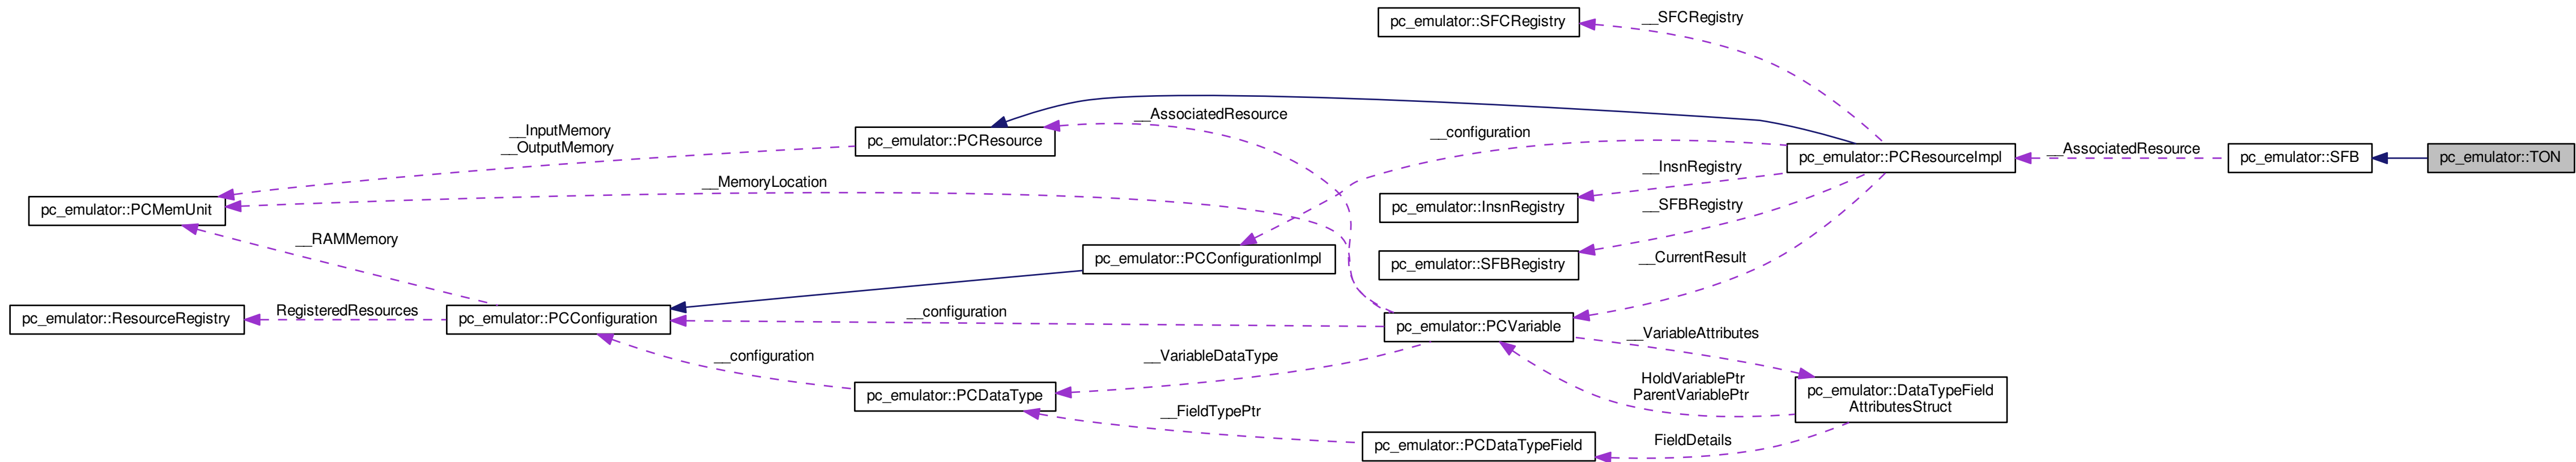 pc_emulator::SFCRegistry
__SFCRegistry
__AssociatedResource
__InputMemory
__OutputMemory
pc_emulator::PCResource
__configuration
pc_emulator::PCResourceImpl
__AssociatedResource
pc_emulator::SFB
pc_emulator::TON
__InsnRegistry
__MemoryLocation
pc_emulator::PCMemUnit
pc_emulator::InsnRegistry
__SFBRegistry
__RAMMemory
pc_emulator::PCConfigurationImpl
pc_emulator::SFBRegistry
__CurrentResult
pc_emulator::ResourceRegistry
RegisteredResources
pc_emulator::PCConfiguration
__configuration
pc_emulator::PCVariable
__VariableAttributes
__configuration
__VariableDataType
HoldVariablePtr
ParentVariablePtr
pc_emulator::DataTypeField
AttributesStruct
pc_emulator::PCDataType
__FieldTypePtr
pc_emulator::PCDataTypeField
FieldDetails